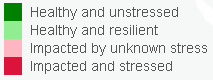 Healthy and unstressed
Healthy and resilient
Impacted by unknown stress
Impacted and stressed